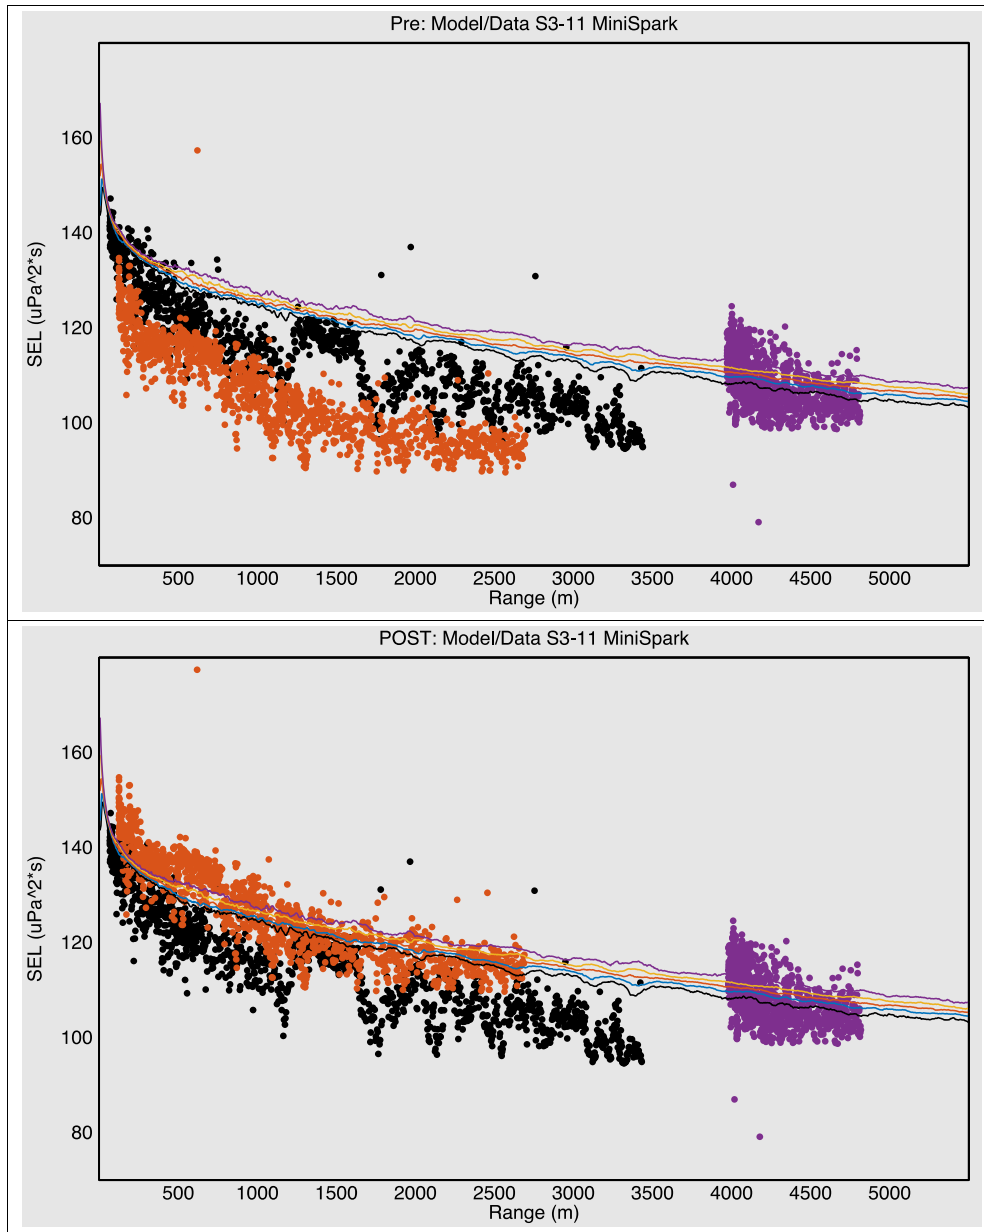 Pre: Model/Data S3-11 MiniSpark
160
140
120
100
80
SEL (uPa^2*s)
500 1000 1500 2000 2500 3000 3500 4000 4500 5000
Range (m)
POST: Model/Data S3-11 MiniSpark
160
140
120
100
80
SEL (uPa^2*s)
500 1000 1500 2000 2500 3000 3500 4000 4500 5000
Range (m)